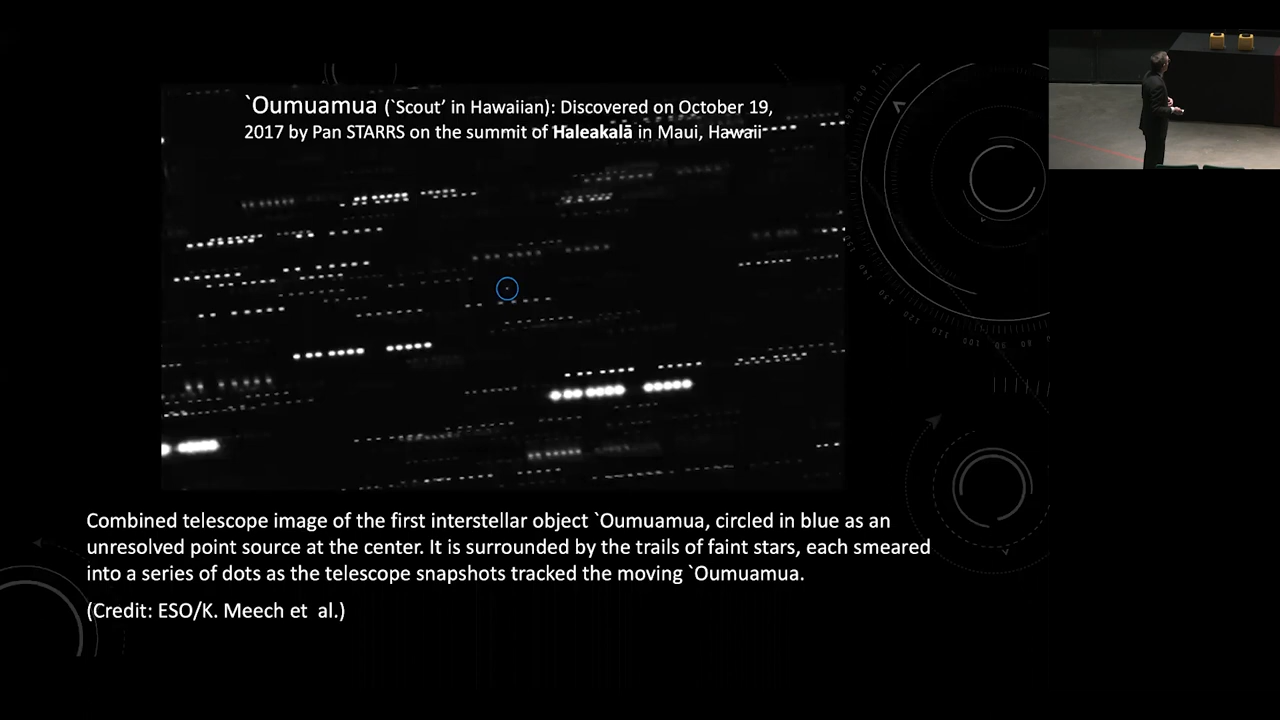 `Oumuamua (`Scout' in Hawaiian): Discovered on October 19,
2017 by Pan STARRS on the summit of Haleakalā in Maui, Hawaii
Combined telescope image of the first interstellar object `Oumuamua, circled in blue as an
unresolved point source at the center. It is surrounded by the trails of faint stars, each smeared
into a series of dots as the telescope snapshots tracked the moving `Oumuamua.
(Credit: ESO/K. Meech et al.)